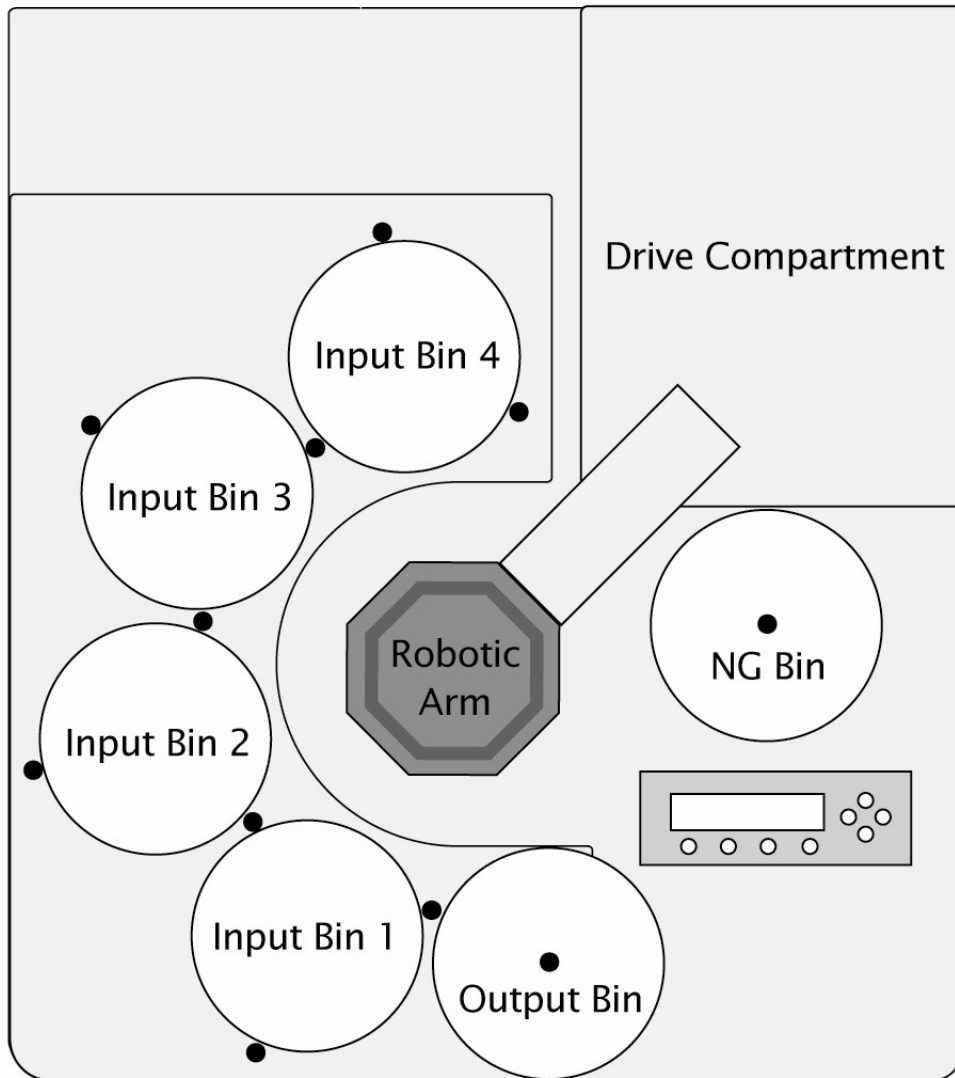 Drive Compartment
Input Bin 4
Input Bin 3
Robotic
Arm
NG Bin
Input Bin 2
Input Bin 1
Output Bin